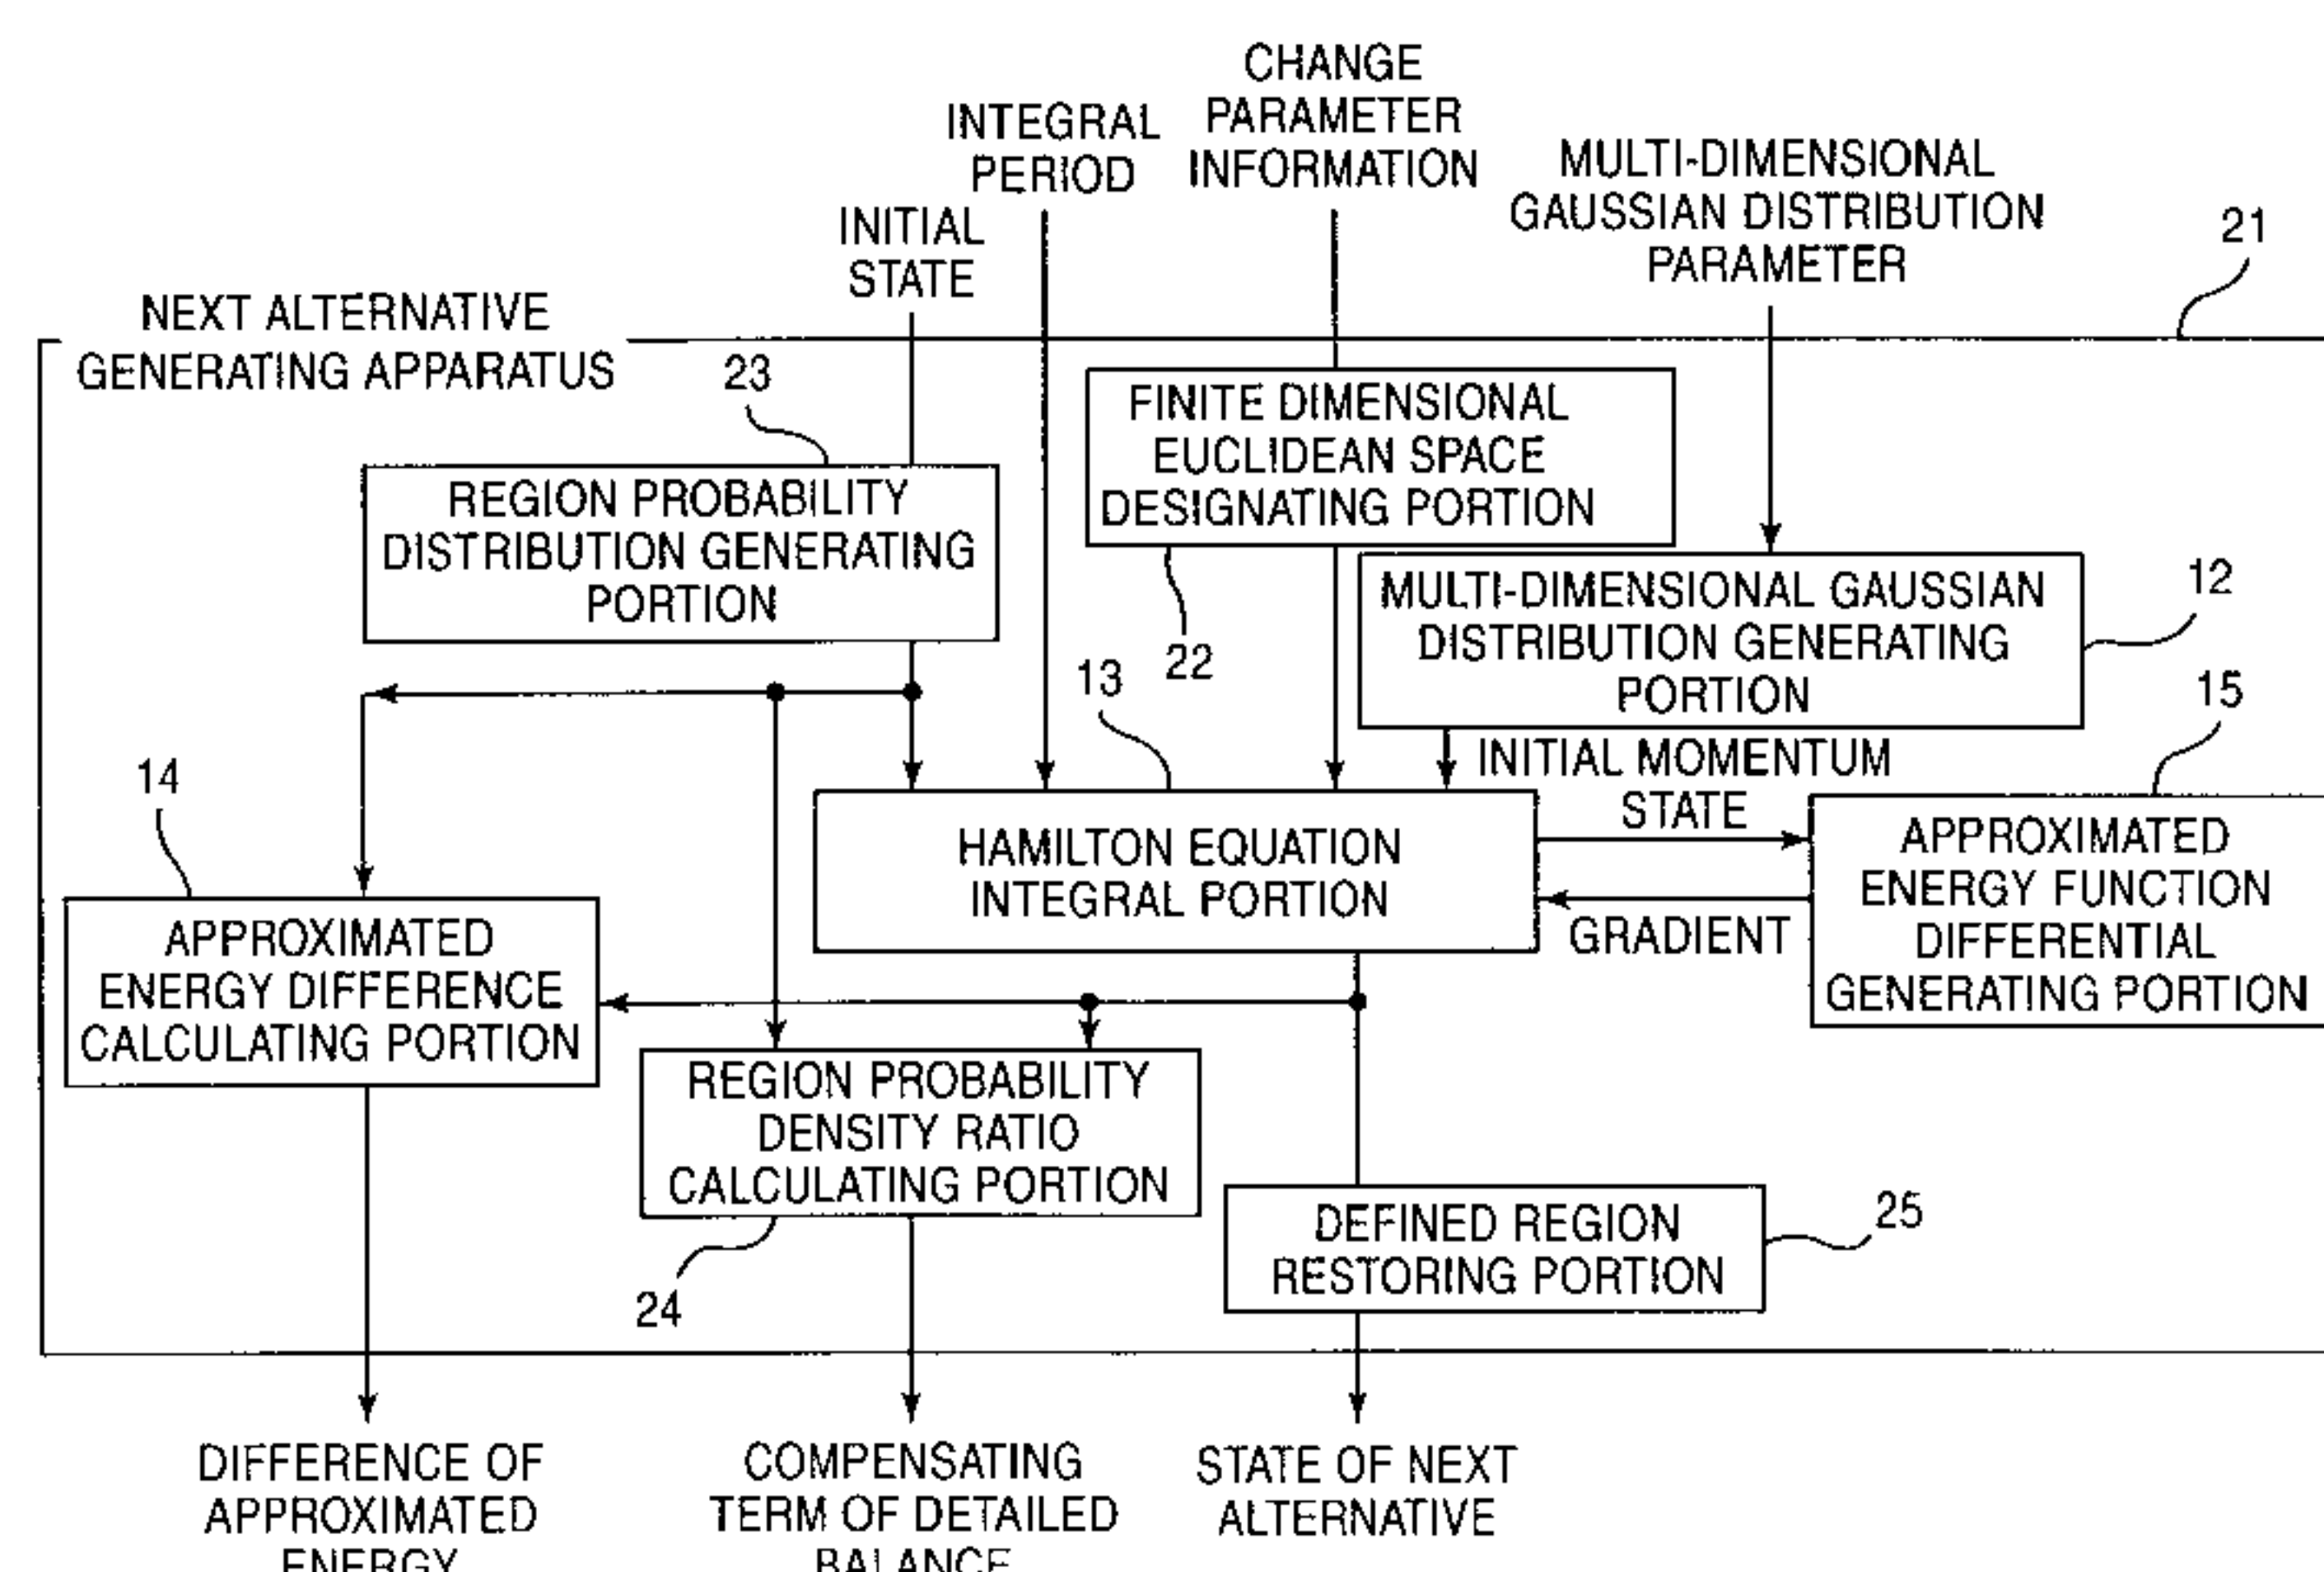 CHANGE
PARAMETER
INFORMATION
INTEGRAL
PERIOD
MULTI-DIMENSIONAL
GAUSSIAN DISTRIBUTION
PARAMETER
INITIAL
STATE
21
NEXT ALTERNATIVE
GENERATING APPARATUS
23
FINITE DIMENSIONAL
EUCLIDEAN SPACE
DESIGNATING PORTION
22
REGION PROBABILITY
DISTRIBUTION GENERATING
PORTION
MULTI-DIMENSIONAL GAUSSIAN
DISTRIBUTION GENERATING
PORTION
12
13
15
INITIAL MOMENTUM
STATE
14
HAMILTON EQUATION
INTEGRAL PORTION
GRADIENT
APPROXIMATED
ENERGY FUNCTION
DIFFERENTIAL
GENERATING PORTION
APPROXIMATED
ENERGY DIFFERENCE
CALCULATING PORTION
REGION PROBABILITY
DENSITY RATIO
CALCULATING PORTION
24
DEFINED REGION
RESTORING PORTION
25
DIFFERENCE OF
APPROXIMATED
ENERGY
COMPENSATING
TERM OF DETAILED
BALANCE
STATE OF NEXT
ALTERNATIVE